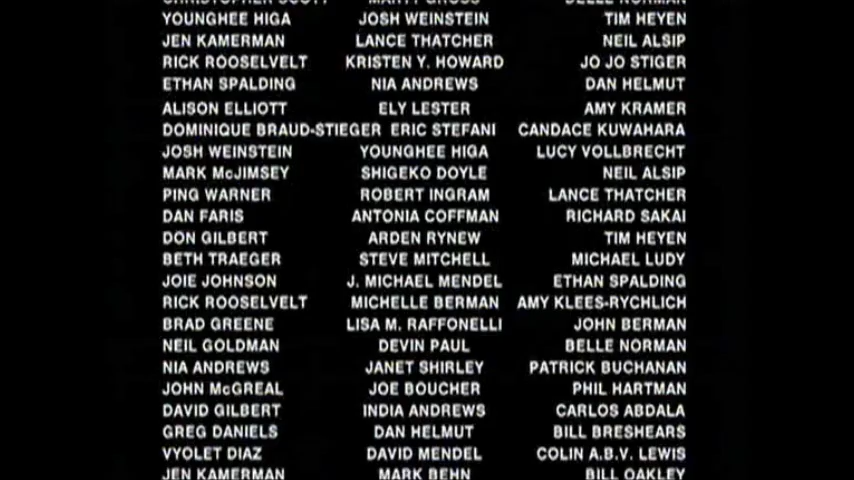 CHRISTOPHER SCOTT MARTY GROSS BELLE NORMAN
YOUNGHEE HIGA JOSH WEINSTEIN TIM HEYEN
JEN KAMERMAN LANCE THATCHER NEIL ALSIP
RICK ROOSELVELT KRISTEN Y. HOWARD JO JO STIGER
ETHAN SPALDING NIA ANDREWS DAN HELMUT
ALISON ELLIOTT ELY LESTER AMY KRAMER
DOMINIQUE BRAUD-STIEGER ERIC STEFANI CANDACE KUWAHARA
JOSH WEINSTEIN YOUNGHEE HIGA LUCY VOLLBRECHT
MARK McJIMSEY SHIGEKO DOYLE NEIL ALSIP
PING WARNER ROBERT INGRAM LANCE THATCHER
DAN FARIS ANTONIA COFFMAN RICHARD SAKAI
DON GILBERT ARDEN RYNEW TIM HEYEN
BETH TRAEGER STEVE MITCHELL MICHAEL LUDY
JOIE JOHNSON J. MICHAEL MENDEL ETHAN SPALDING
RICK ROOSELVELT MICHELLE BERMAN AMY KLEES-RYCHLICH
BRAD GREENE LISA M. RAFFONELLI JOHN BERMAN
NEIL GOLDMAN DEVIN PAUL BELLE NORMAN
NIA ANDREWS JANET SHIRLEY PATRICK BUCHANAN
JOHN McGREAL JOE BOUCHER PHIL HARTMAN
DAVID GILBERT INDIA ANDREWS CARLOS ABDALA
GREG DANIELS DAN HELMUT BILL BRESHEARS
VYOLET DIAZ DAVID MENDEL COLIN A.B.V. LEWIS
JEN KAMERMAN MARK BEHN BILL OAKLEY